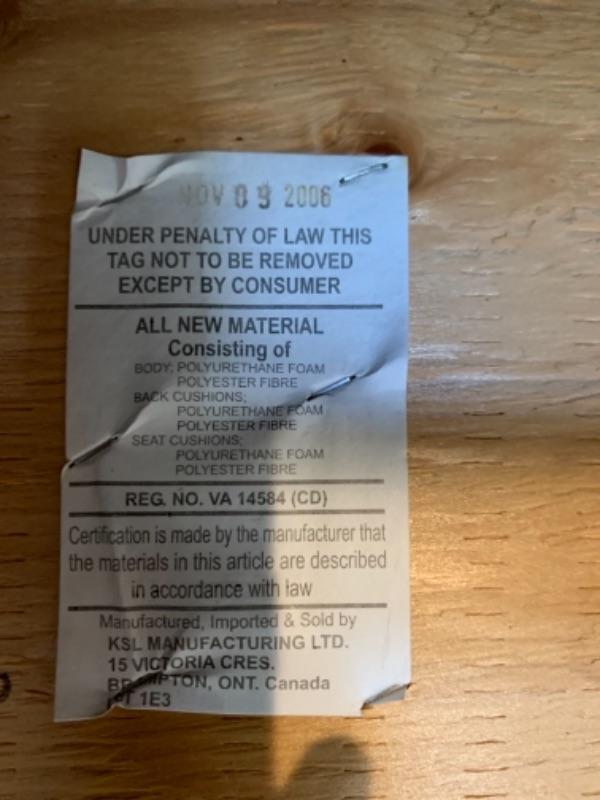 NOV 09 2006
UNDER PENALTY OF LAW THIS
TAG NOT TO BE REMOVED
EXCEPT BY CONSUMER
ALL NEW MATERIAL
Consisting of
BODY; POLYURETHANE FOAM
POLYESTER FIBRE
BACK CUSHIONS;
POLYURETHANE FOAM
POLYESTER FIBRE
SEAT CUSHIONS;
POLYURETHANE FOAM
POLYESTER FIBRE
REG. NO. VA 14584 (CD)
Certification is made by the manufacturer that
the materials in this article are described
in accordance with law
Manufactured, Imported & Sold by
KSL MANUFACTURING LTD.
15 VICTORIA CRES.
BRAMPTON, ONT. Canada
1E3